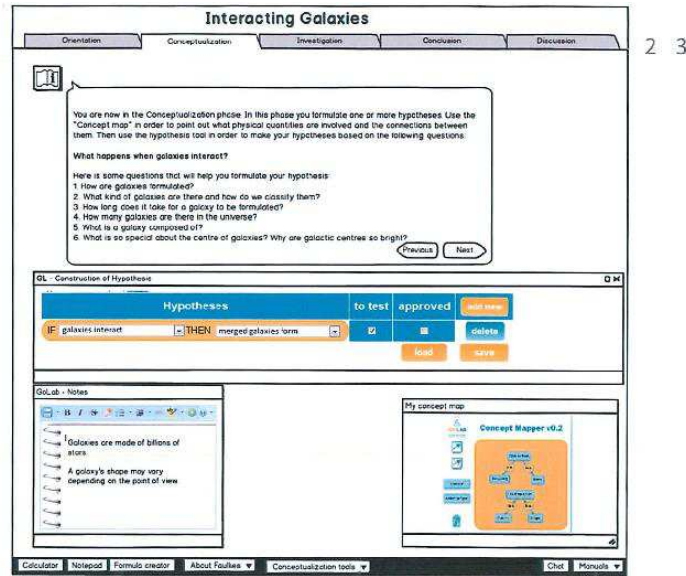 Interacting Galaxies
Orientation
Conceptualization
Investigation
Conclusion
Discussion
2 3
You are now in the Conceptualization phase. In this phase you formulate one or more hypotheses. Use the
"Concept map" in order to point out what physical quantities are involved and the connections between
them. Then use the hypothesis tool in order to make your hypotheses based on the following questions:
What happens when galaxies interact?
Here is some questions that will help you formulate your hypothesis
1. How are galaxies formulated?
2. What kind of galaxies are there and how do we classify them?
3. How long does it take for a galaxy to be formulated?
4. How many galaxies are there in the universe?
5. What is a galaxy composed of?
6. What is so special about the centre of galaxies? Why are galactic centres so bright?
Previous
Next
GL - Construction of Hypothesis
Hypotheses to test approved add new
IF galaxies interact THEN merged galaxies form delete
load save
GoLab - Notes
Galaxies are made of billions of
stars
A galaxy's shape may vary
depending on the point of view
My concept map
Concept Mapper v0.2
Calculator Notepad Formula creator About Faulkes Conceptualization tools Chat Manuals